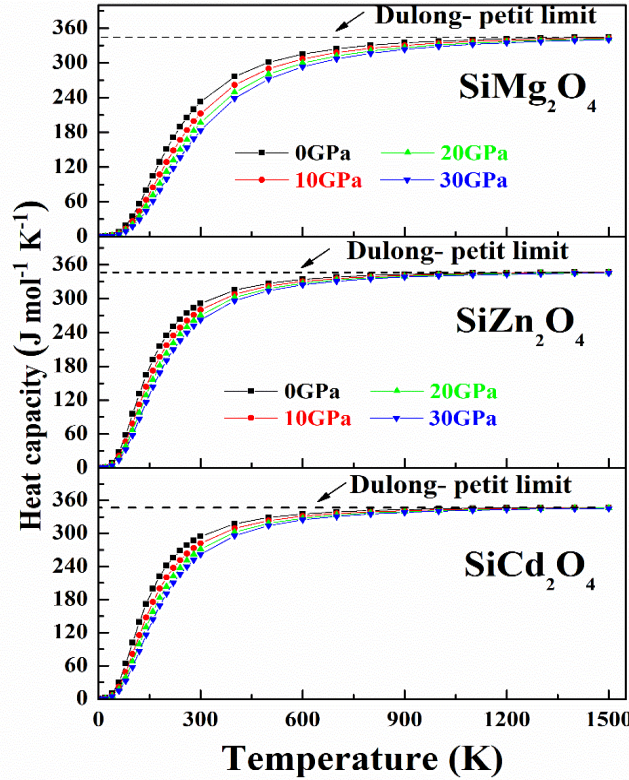 Dulong- petit limit
360
300
240
180
120
60
0
SiMg₂O₄
0GPa
20GPa
10GPa
30GPa
Dulong- petit limit
360
300
240
180
120
60
0
SiZn₂O₄
0GPa
20GPa
10GPa
30GPa
Dulong- petit limit
360
300
240
180
120
60
0
SiCd₂O₄
Heat capacity (J mol⁻¹ K⁻¹)
0 300 600 900 1200 1500
Temperature (K)